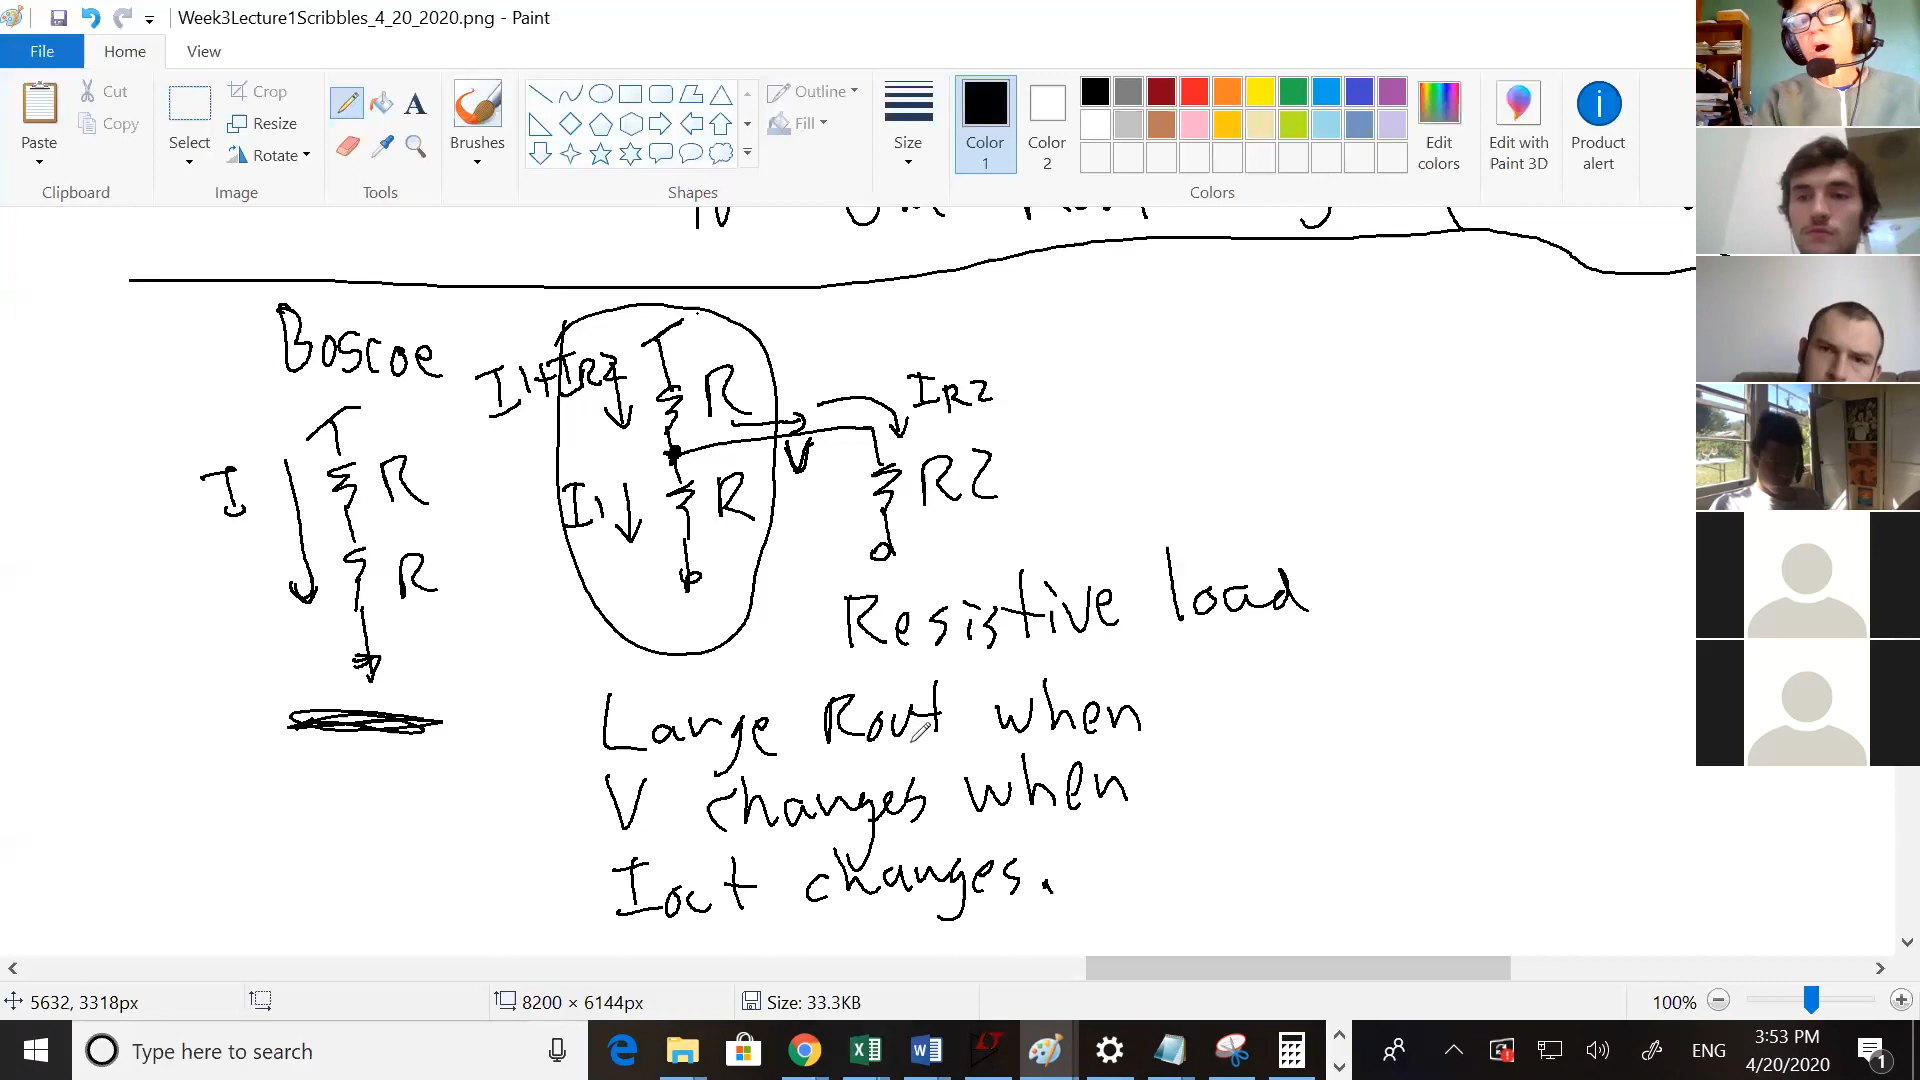 Week3Lecture1Scribbles_4_20_2020.png - Paint
File
Home
View
Paste
Cut
Copy
Clipboard
Select
Crop
Resize
Rotate
Image
A
Tools
Brushes
Shapes
Outline
Fill
Size
Color 1
Color 2
Colors
Edit colors
Edit with Paint 3D
Product alert
Boscoe
I
R
R
I1+IR2
R
V
IR2
I1
R
R2
Resistive load
Large Rout when
V changes when
Iout changes.
5632, 3318px
8200 × 6144px
Size: 33.3KB
100%
Type here to search
ENG
3:53 PM
4/20/2020
1